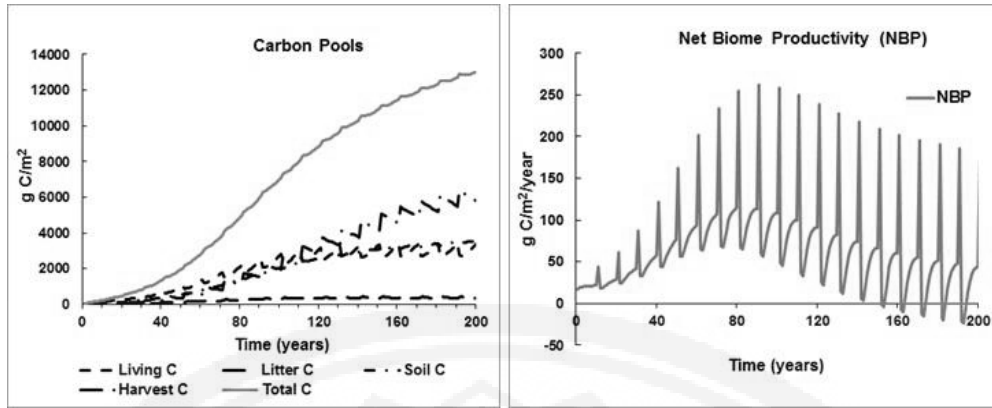 Carbon Pools
g C/m²
14000
12000
10000
8000
6000
4000
2000
0
0 40 80 120 160 200
Time (years)
Living C Litter C Soil C
Harvest C Total C
Net Biome Productivity (NBP)
g C/m²/year
300
250
200
150
100
50
0
-50
0 40 80 120 160 200
Time (years)
NBP